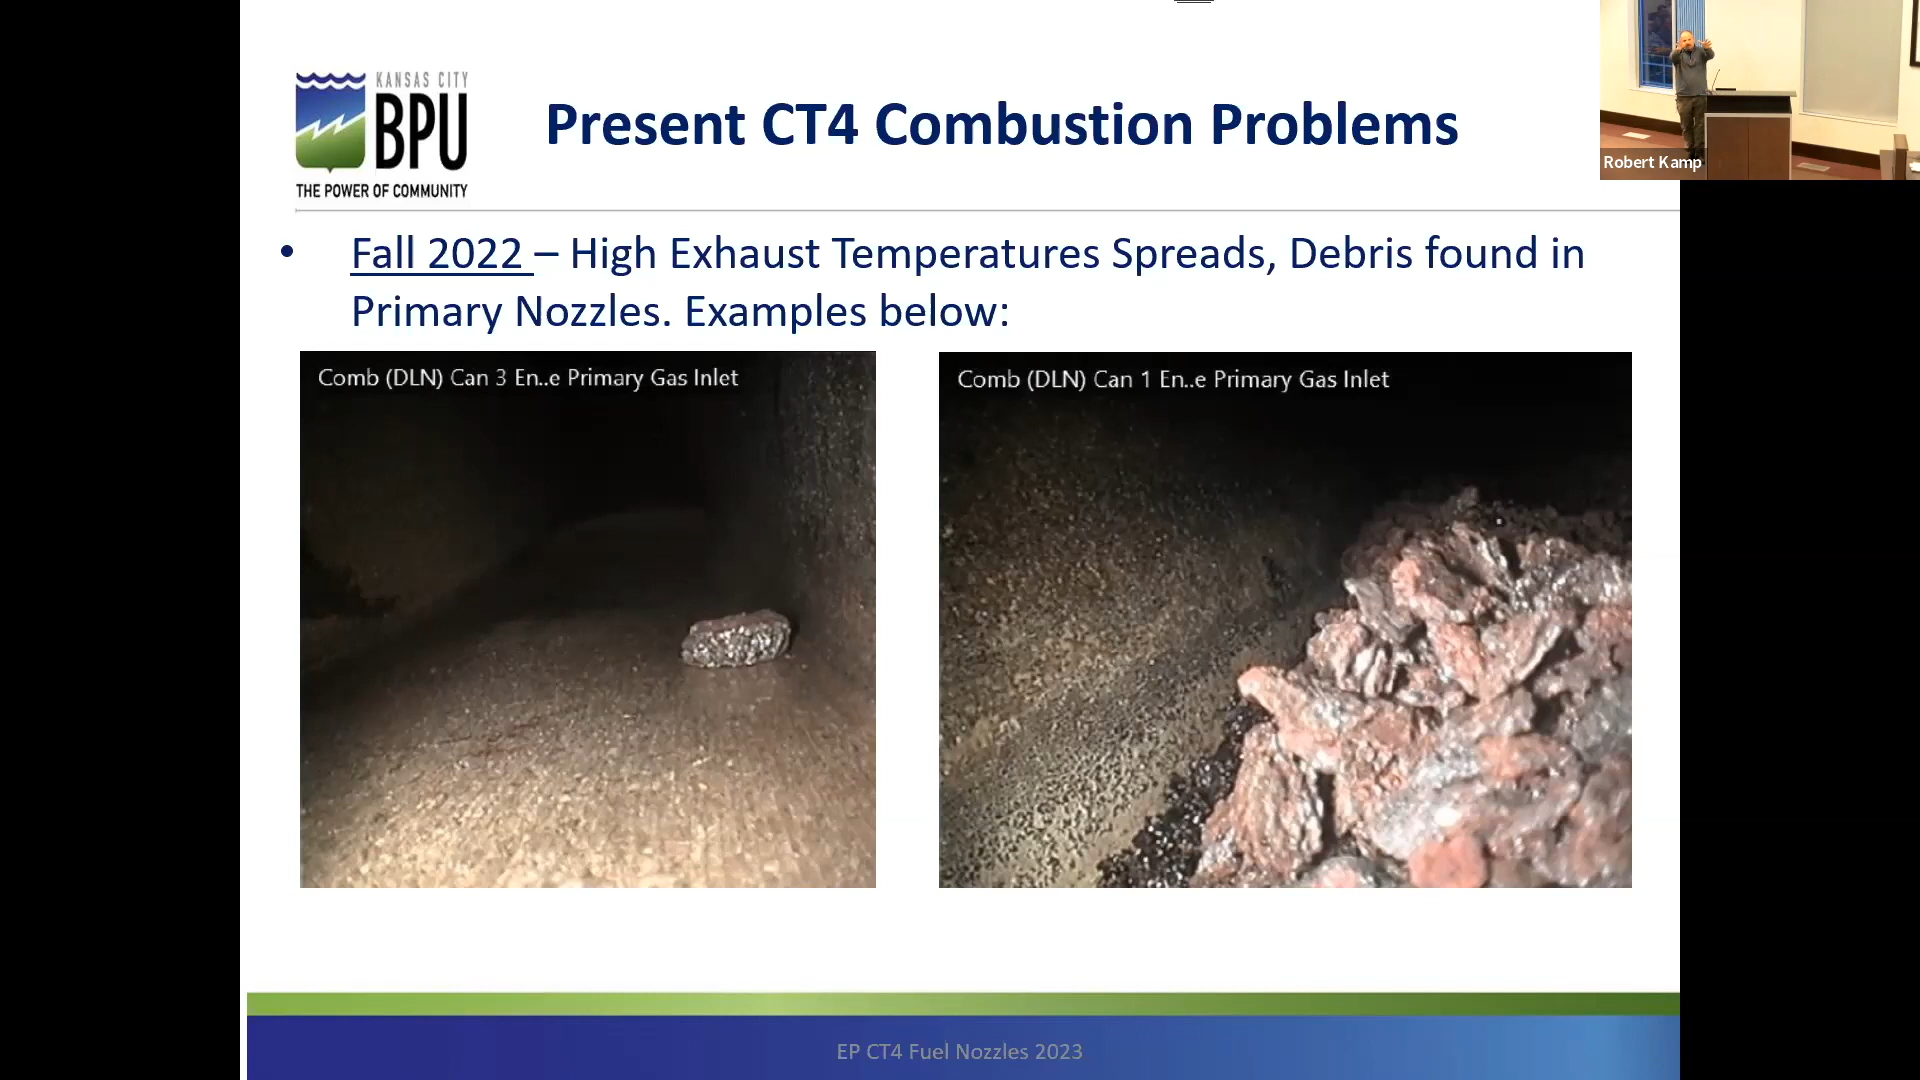 KANSAS CITY
BPU
THE POWER OF COMMUNITY
Present CT4 Combustion Problems
Robert Kamp
• Fall 2022 – High Exhaust Temperatures Spreads, Debris found in
Primary Nozzles. Examples below:
Comb (DLN) Can 3 En..e Primary Gas Inlet
Comb (DLN) Can 1 En..e Primary Gas Inlet
EP CT4 Fuel Nozzles 2023